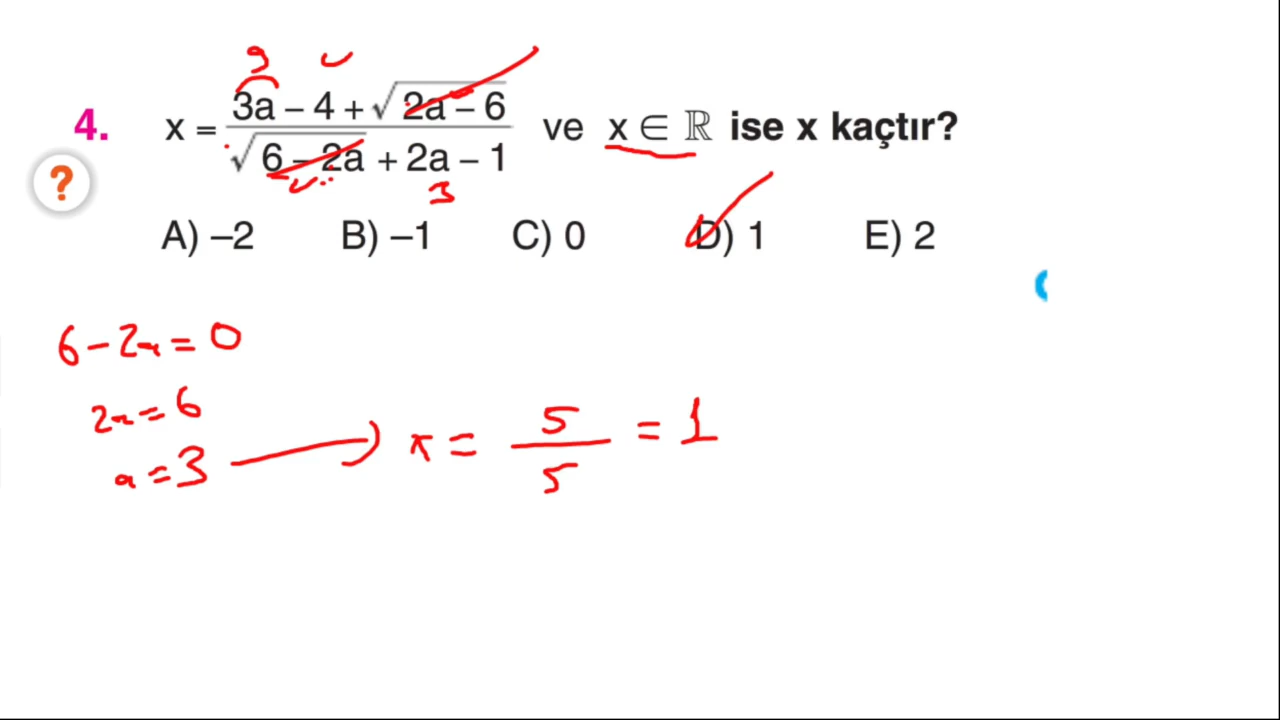 9
4. x = (3a – 4 + √(2a – 6)) / (√(6 – 2a) + 2a – 1) ve x ∈ ℝ ise x kaçtır?
?
3
A) –2 B) –1 C) 0 D) 1 E) 2
6 - 2a = 0
2a = 6
a = 3 x = 5/5 = 1